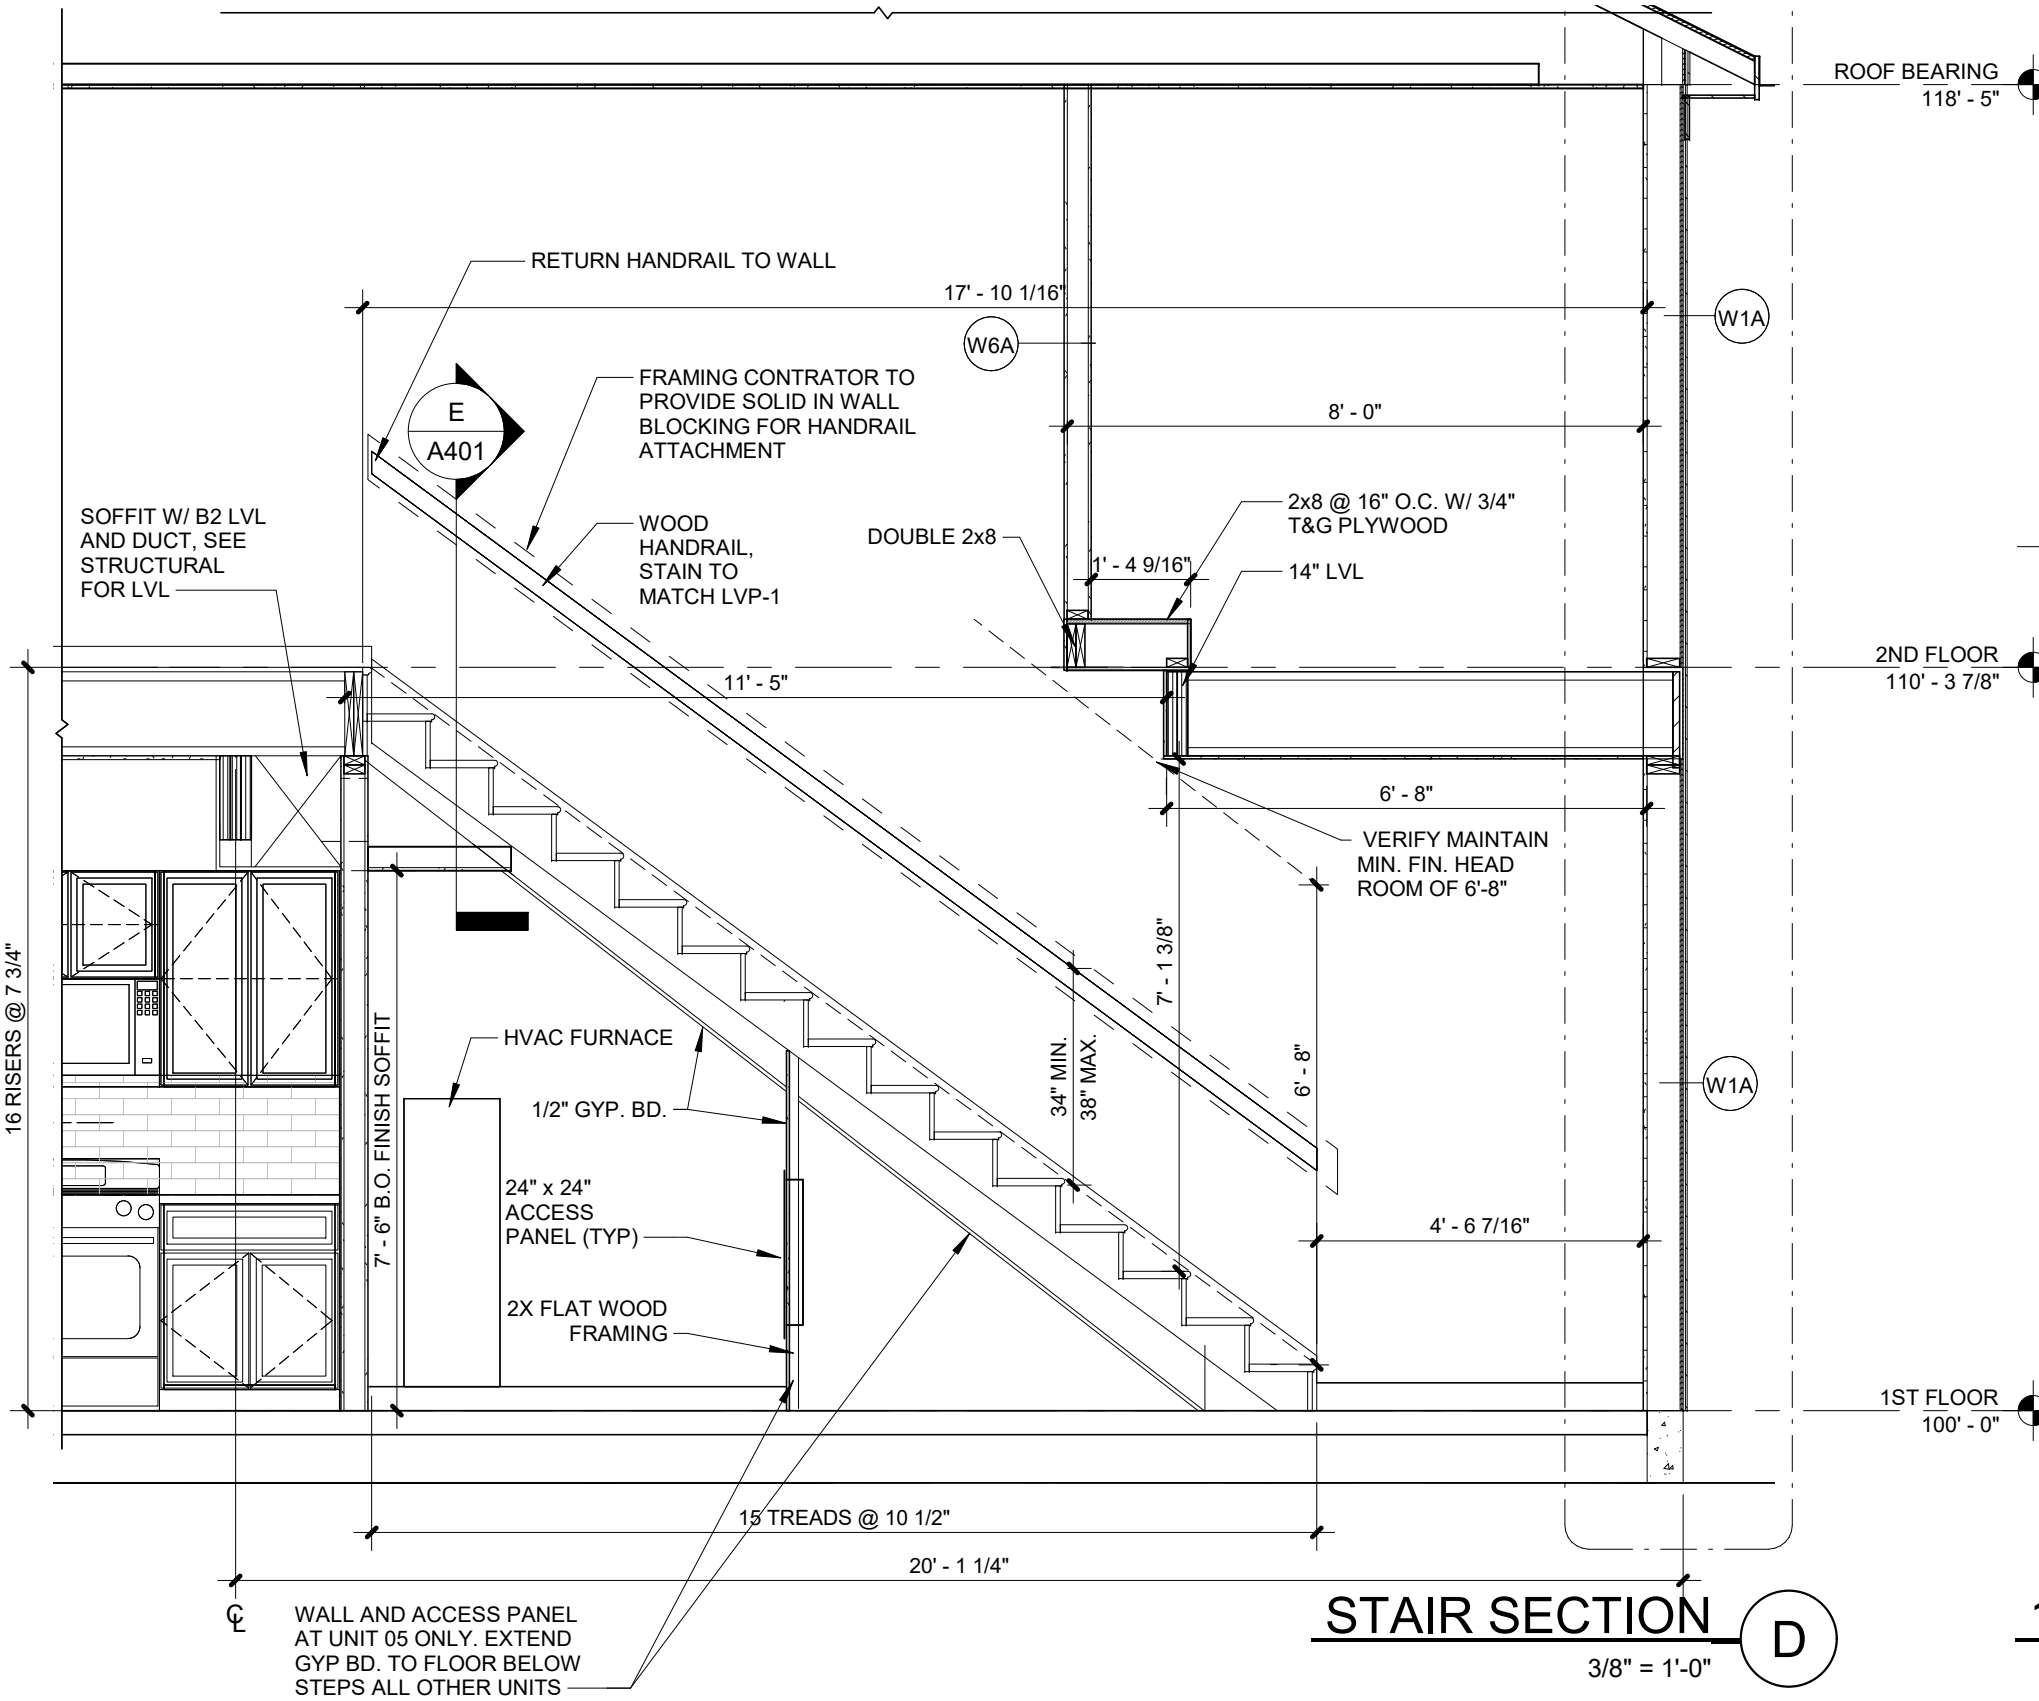 ROOF BEARING
118' - 5"
RETURN HANDRAIL TO WALL
17' - 10 1/16"
W6A
W1A
FRAMING CONTRATOR TO
PROVIDE SOLID IN WALL
BLOCKING FOR HANDRAIL
ATTACHMENT
E
A401
8' - 0"
SOFFIT W/ B2 LVL
AND DUCT, SEE
STRUCTURAL
FOR LVL
WOOD
HANDRAIL,
STAIN TO
MATCH LVP-1
DOUBLE 2x8
2x8 @ 16" O.C. W/ 3/4"
T&G PLYWOOD
1' - 4 9/16"
14" LVL
2ND FLOOR
110' - 3 7/8"
11' - 5"
6' - 8"
VERIFY MAINTAIN
MIN. FIN. HEAD
ROOM OF 6'-8"
16 RISERS @ 7 3/4"
7' - 6" B.O. FINISH SOFFIT
HVAC FURNACE
1/2" GYP. BD.
34" MIN.
38" MAX.
7' - 1 3/8"
6' - 8"
W1A
24" x 24"
ACCESS
PANEL (TYP)
4' - 6 7/16"
2X FLAT WOOD
FRAMING
1ST FLOOR
100' - 0"
15 TREADS @ 10 1/2"
20' - 1 1/4"
CL
WALL AND ACCESS PANEL
AT UNIT 05 ONLY. EXTEND
GYP BD. TO FLOOR BELOW
STEPS ALL OTHER UNITS
STAIR SECTION
D
3/8" = 1'-0"